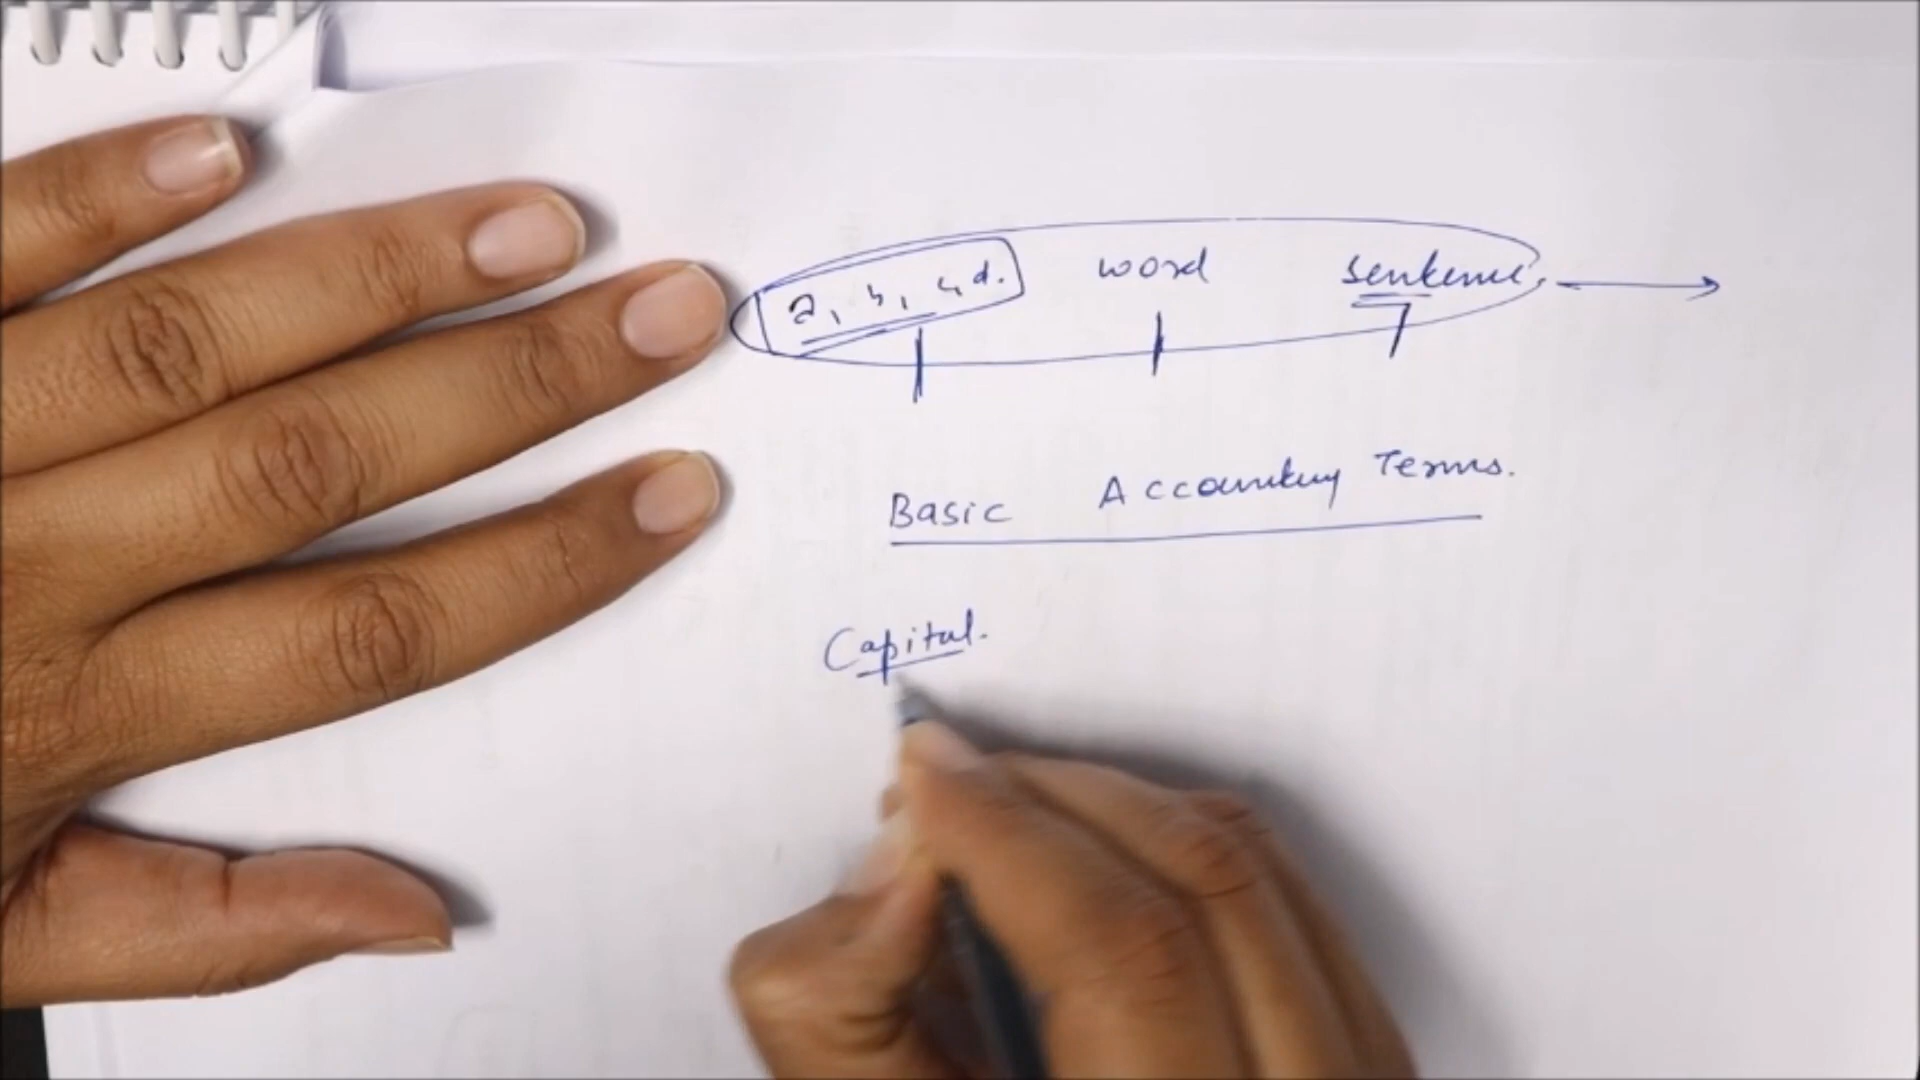 a, b, c, d. word sentence.
Basic Accounting Terms.
Capital.